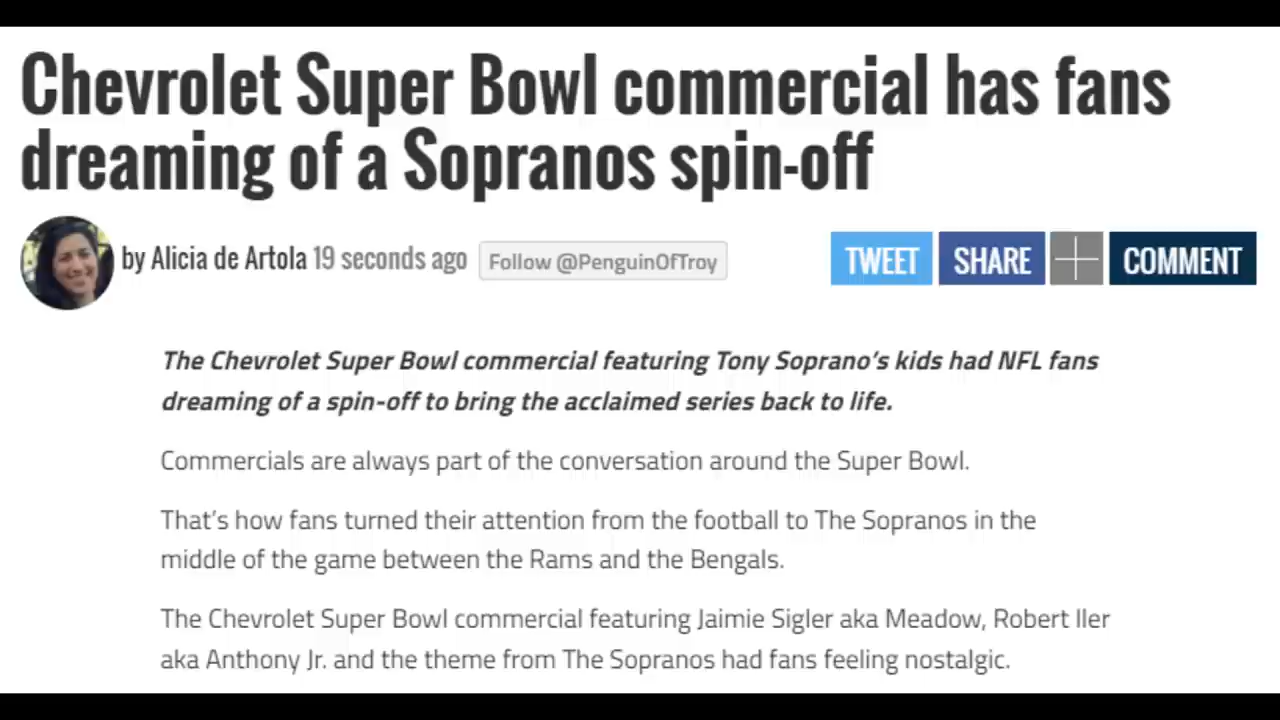 Chevrolet Super Bowl commercial has fans
dreaming of a Sopranos spin-off
by Alicia de Artola 19 seconds ago Follow @PenguinOfTroy TWEET SHARE COMMENT
The Chevrolet Super Bowl commercial featuring Tony Soprano’s kids had NFL fans
dreaming of a spin-off to bring the acclaimed series back to life.
Commercials are always part of the conversation around the Super Bowl.
That’s how fans turned their attention from the football to The Sopranos in the
middle of the game between the Rams and the Bengals.
The Chevrolet Super Bowl commercial featuring Jaimie Sigler aka Meadow, Robert Iler
aka Anthony Jr. and the theme from The Sopranos had fans feeling nostalgic.